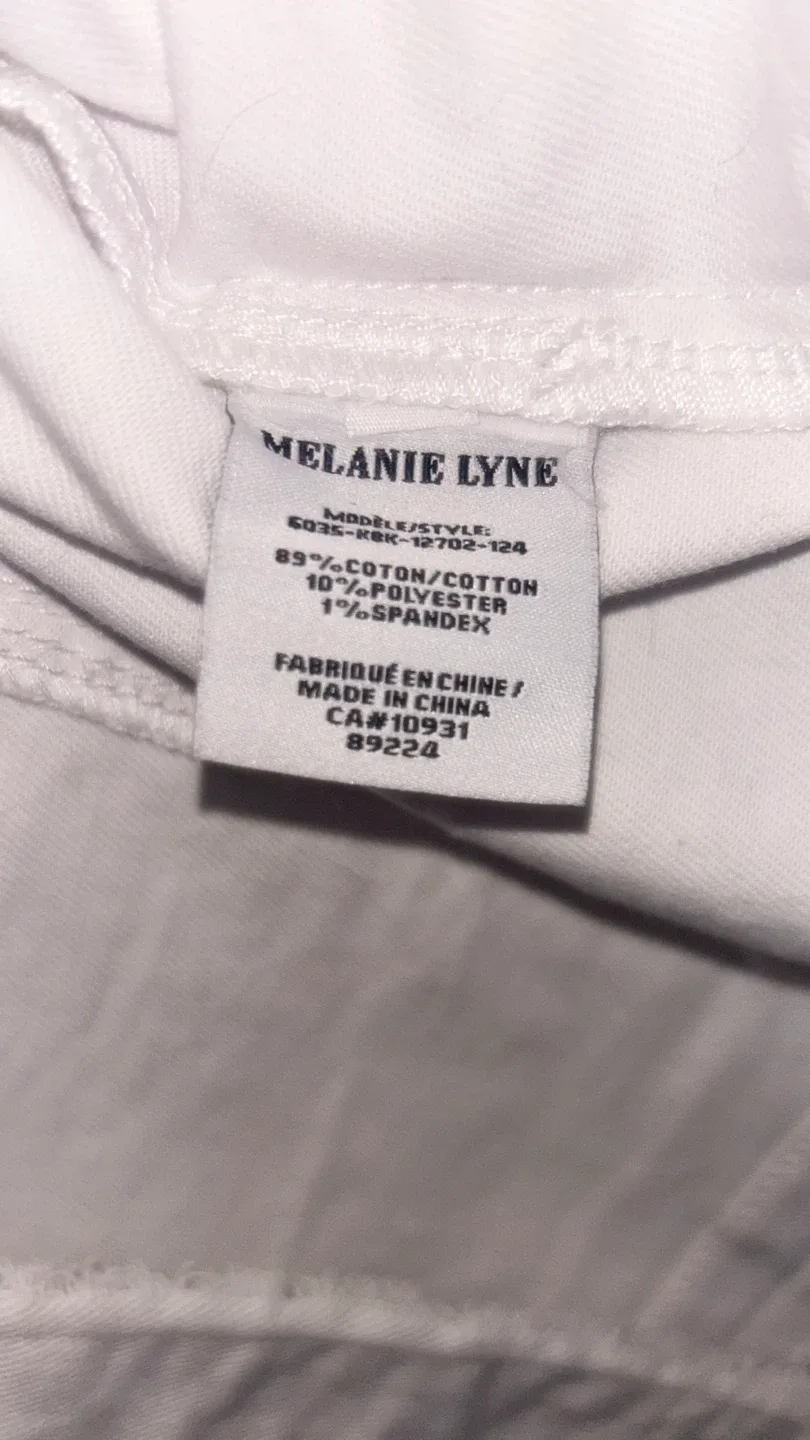 MELANIE LYNE
MODÈLE/STYLE:
6035-KBK-12702-124
89%COTON/COTTON
10%POLYESTER
1%SPANDEX
FABRIQUÉ EN CHINE/
MADE IN CHINA
CA#10931
89224